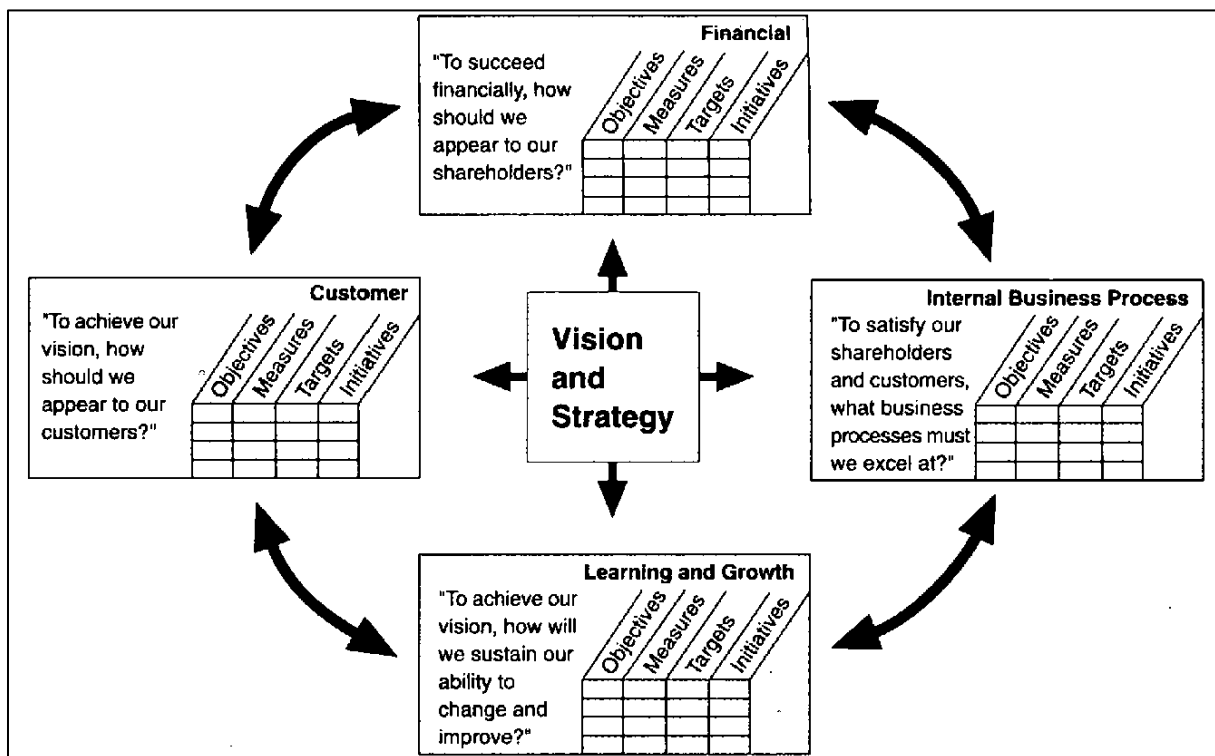 Financial
"To succeed
financially, how
should we
appear to our
shareholders?"
Objectives
Measures
Targets
Initiatives
Customer
"To achieve our
vision, how
should we
appear to our
customers?"
Objectives
Measures
Targets
Initiatives
Vision
and
Strategy
Internal Business Process
"To satisfy our
shareholders
and customers,
what business
processes must
we excel at?"
Objectives
Measures
Targets
Initiatives
Learning and Growth
"To achieve our
vision, how will
we sustain our
ability to
change and
improve?"
Objectives
Measures
Targets
Initiatives